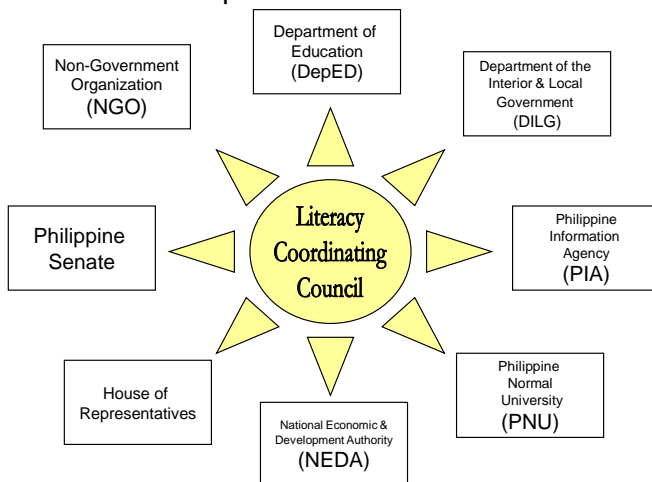 Department of
Education
(DepED)
Non-Government
Organization
(NGO)
Department of the
Interior & Local
Government
(DILG)
Literacy
Coordinating
Council
Philippine
Senate
Philippine
Information
Agency
(PIA)
House of
Representatives
National Economic &
Development Authority
(NEDA)
Philippine
Normal
University
(PNU)